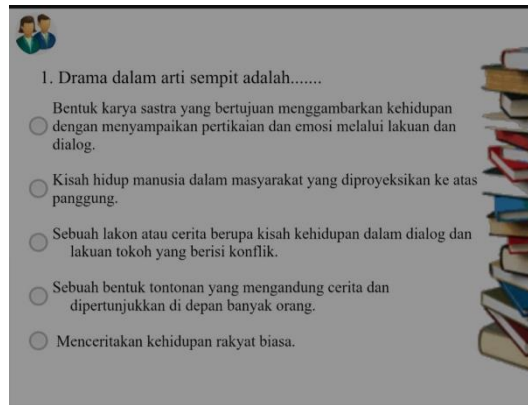 1. Drama dalam arti sempit adalah.......
Bentuk karya sastra yang bertujuan menggambarkan kehidupan
dengan menyampaikan pertikaian dan emosi melalui lakuan dan
dialog.
Kisah hidup manusia dalam masyarakat yang diproyeksikan ke atas
panggung.
Sebuah lakon atau cerita berupa kisah kehidupan dalam dialog dan
lakuan tokoh yang berisi konflik.
Sebuah bentuk tontonan yang mengandung cerita dan
dipertunjukkan di depan banyak orang.
Menceritakan kehidupan rakyat biasa.